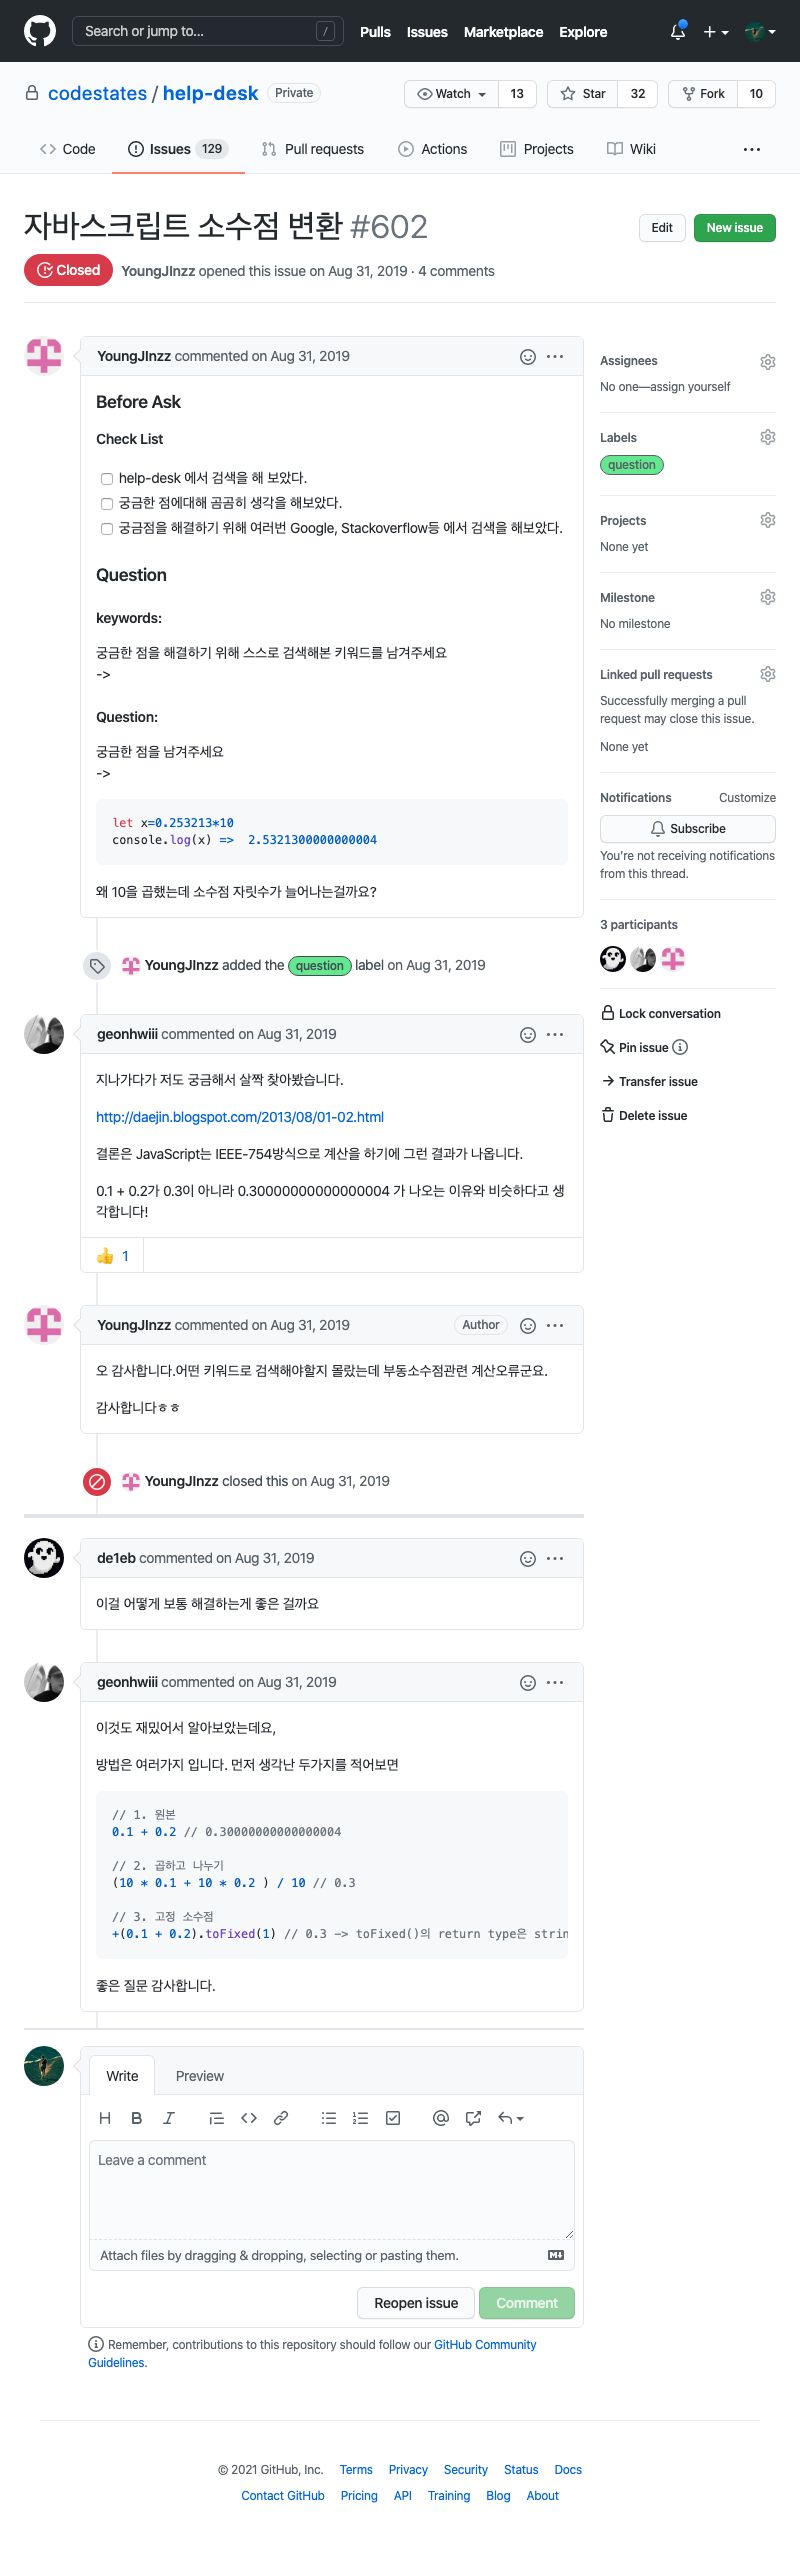 Search or jump to... /
Pulls Issues Marketplace Explore
codestates / help-desk Private
Watch 13 Star 32 Fork 10
Code Issues 129 Pull requests Actions Projects Wiki ...
자바스크립트 소수점 변환 #602
Edit New issue
Closed YoungJInzz opened this issue on Aug 31, 2019 · 4 comments
YoungJInzz commented on Aug 31, 2019
Before Ask
Check List
help-desk 에서 검색을 해 보았다.
궁금한 점에대해 곰곰히 생각을 해보았다.
궁금점을 해결하기 위해 여러번 Google, Stackoverflow등 에서 검색을 해보았다.
Question
keywords:
궁금한 점을 해결하기 위해 스스로 검색해본 키워드를 남겨주세요
->
Question:
궁금한 점을 남겨주세요
->
let x=0.253213*10
console.log(x) => 2.5321300000000004
왜 10을 곱했는데 소수점 자릿수가 늘어나는걸까요?
YoungJInzz added the question label on Aug 31, 2019
geonhwiii commented on Aug 31, 2019
지나가다가 저도 궁금해서 살짝 찾아봤습니다.
http://daejin.blogspot.com/2013/08/01-02.html
결론은 JavaScript는 IEEE-754방식으로 계산을 하기에 그런 결과가 나옵니다.
0.1 + 0.2가 0.3이 아니라 0.30000000000000004 가 나오는 이유와 비슷하다고 생
각합니다!
👍 1
YoungJInzz commented on Aug 31, 2019 Author
오 감사합니다.어떤 키워드로 검색해야할지 몰랐는데 부동소수점관련 계산오류군요.
감사합니다ㅎㅎ
YoungJInzz closed this on Aug 31, 2019
de1eb commented on Aug 31, 2019
이걸 어떻게 보통 해결하는게 좋은 걸까요
geonhwiii commented on Aug 31, 2019
이것도 재밌어서 알아보았는데요,
방법은 여러가지 입니다. 먼저 생각난 두가지를 적어보면
// 1. 원본
0.1 + 0.2 // 0.30000000000000004
// 2. 곱하고 나누기
(10 * 0.1 + 10 * 0.2 ) / 10 // 0.3
// 3. 고정 소수점
+(0.1 + 0.2).toFixed(1) // 0.3 -> toFixed()의 return type은 strin
좋은 질문 감사합니다.
Write Preview
Leave a comment
Attach files by dragging & dropping, selecting or pasting them.
Reopen issue Comment
Remember, contributions to this repository should follow our GitHub Community
Guidelines.
Assignees
No one—assign yourself
Labels
question
Projects
None yet
Milestone
No milestone
Linked pull requests
Successfully merging a pull
request may close this issue.
None yet
Notifications Customize
Subscribe
You're not receiving notifications
from this thread.
3 participants
Lock conversation
Pin issue
Transfer issue
Delete issue
© 2021 GitHub, Inc. Terms Privacy Security Status Docs
Contact GitHub Pricing API Training Blog About